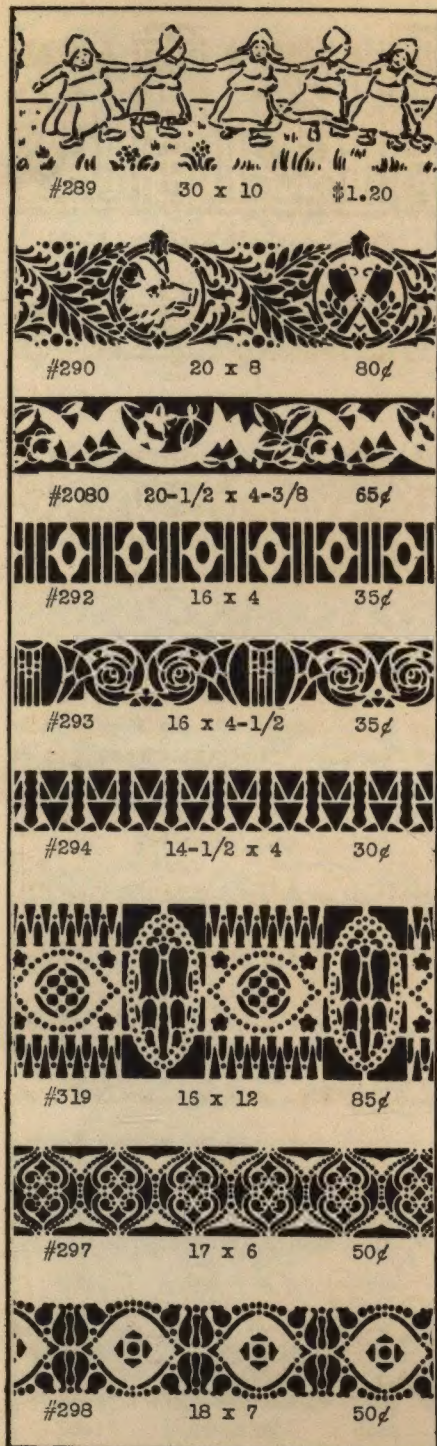 #289 30 x 10 $1.20
#290 20 x 8 80¢
#2080 20-1/2 x 4-3/8 65¢
#292 16 x 4 35¢
#293 16 x 4-1/2 35¢
#294 14-1/2 x 4 30¢
#319 16 x 12 85¢
#297 17 x 6 50¢
#298 18 x 7 50¢